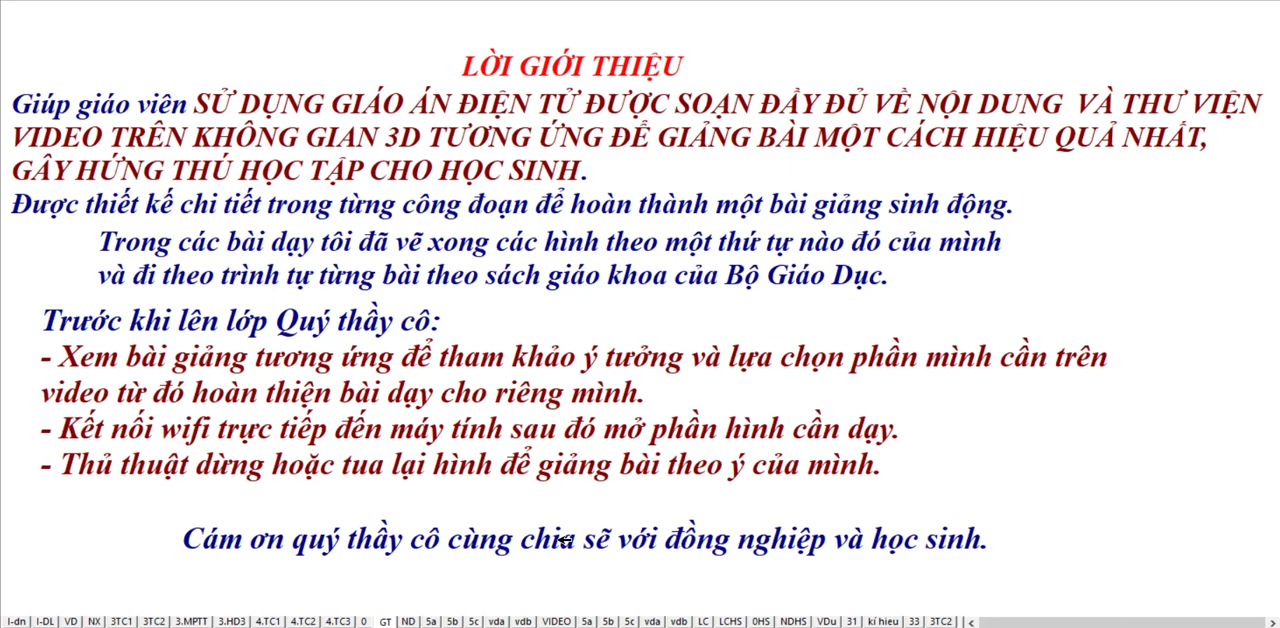 LỜI GIỚI THIỆU
Giúp giáo viên SỬ DỤNG GIÁO ÁN ĐIỆN TỬ ĐƯỢC SOẠN ĐẦY ĐỦ VỀ NỘI DUNG VÀ THƯ VIỆN
VIDEO TRÊN KHÔNG GIAN 3D TƯƠNG ỨNG ĐỂ GIẢNG BÀI MỘT CÁCH HIỆU QUẢ NHẤT,
GÂY HỨNG THÚ HỌC TẬP CHO HỌC SINH.
Được thiết kế chi tiết trong từng công đoạn để hoàn thành một bài giảng sinh động.
Trong các bài dạy tôi đã vẽ xong các hình theo một thứ tự nào đó của mình
và đi theo trình tự từng bài theo sách giáo khoa của Bộ Giáo Dục.
Trước khi lên lớp Quý thầy cô:
- Xem bài giảng tương ứng để tham khảo ý tưởng và lựa chọn phần mình cần trên
video từ đó hoàn thiện bài dạy cho riêng mình.
- Kết nối wifi trực tiếp đến máy tính sau đó mở phần hình cần dạy.
- Thủ thuật dừng hoặc tua lại hình để giảng bài theo ý của mình.
Cám ơn quý thầy cô cùng chia sẽ với đồng nghiệp và học sinh.
I-dn | I-DL | VD | NX | 3TC1 | 3TC2 | 3.MPTT | 3.HD3 | 4.TC1 | 4.TC2 | 4.TC3 | 0 | GT | ND | 5a | 5b | 5c | vda | vdb | VIDEO | 5a | 5b | 5c | vda | vdb | LC | LCHS | 0HS | NDHS | VDu | 31 | kí hieu | 33 | 3TC2 |